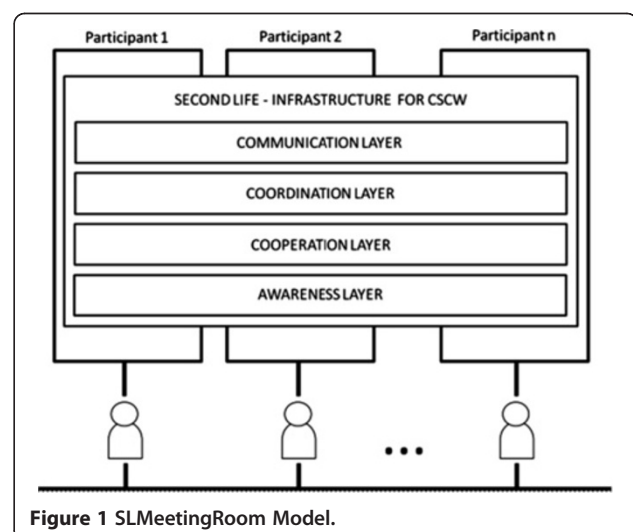 Participant 1 Participant 2 Participant n
SECOND LIFE - INFRASTRUCTURE FOR CSCW
COMMUNICATION LAYER
COORDINATION LAYER
COOPERATION LAYER
AWARENESS LAYER
Figure 1 SLMeetingRoom Model.